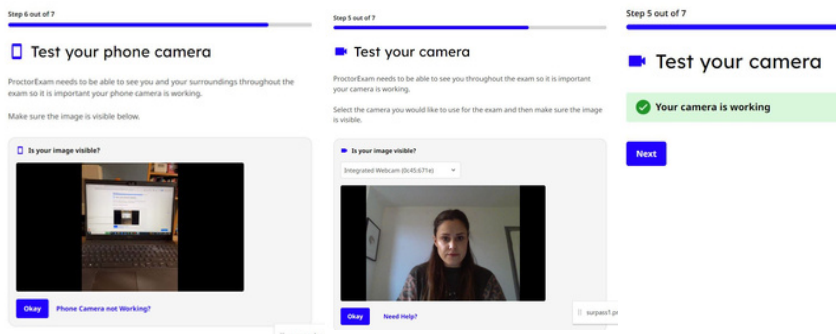 Step 6 out of 7
Test your phone camera
ProctorExam needs to be able to see you and your surroundings throughout the
exam so it is important your phone camera is working.
Make sure the image is visible below.
Is your image visible?
Okay
Phone Camera not Working?
Step 5 out of 7
Test your camera
ProctorExam needs to be able to see you throughout the exam so it is important
your camera is working.
Select the camera you would like to use for the exam and then make sure the image
is visible.
Is your image visible?
Integrated Webcam (0c45:671e)
Okay
Need Help?
surpass1.pr
Step 5 out of 7
Test your camera
Your camera is working
Next